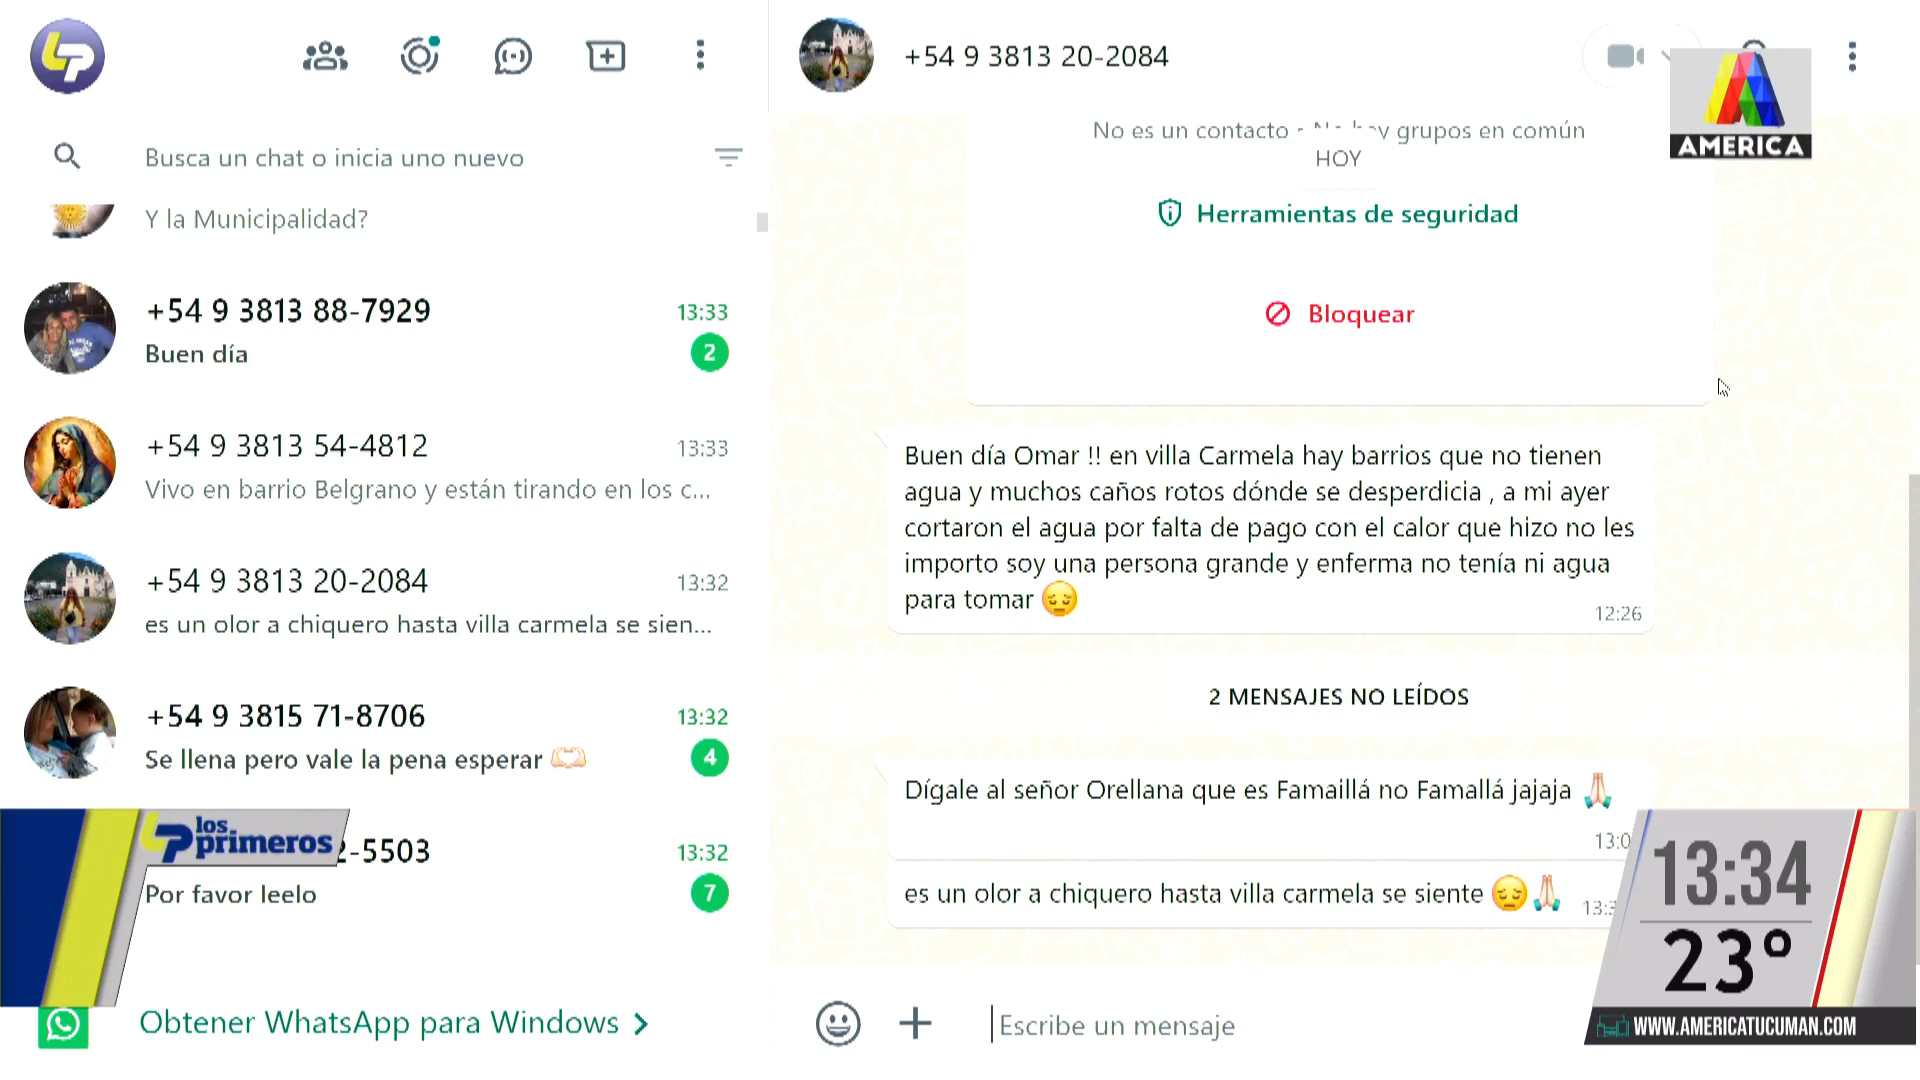 LP
Busca un chat o inicia uno nuevo
Y la Municipalidad?
+54 9 3813 88-7929
13:33
Buen día
2
+54 9 3813 54-4812
13:33
Vivo en barrio Belgrano y están tirando en los c...
+54 9 3813 20-2084
13:32
es un olor a chiquero hasta villa carmela se sien...
+54 9 3815 71-8706
13:32
Se llena pero vale la pena esperar 🫶🏻
4
LP los primeros
-5503
13:32
Por favor leelo
7
Obtener WhatsApp para Windows
+54 9 3813 20-2084
AMERICA
No es un contacto
grupos en común
HOY
Herramientas de seguridad
Bloquear
Buen día Omar !! en villa Carmela hay barrios que no tienen
agua y muchos caños rotos dónde se desperdicia , a mi ayer
cortaron el agua por falta de pago con el calor que hizo no les
importo soy una persona grande y enferma no tenía ni agua
para tomar 😔
12:26
2 MENSAJES NO LEÍDOS
Dígale al señor Orellana que es Famaillá no Famallá jajaja 🙏🏻
es un olor a chiquero hasta villa carmela se siente 😔🙏🏻
Escribe un mensaje
13:34
23°
WWW.AMERICATUCUMAN.COM